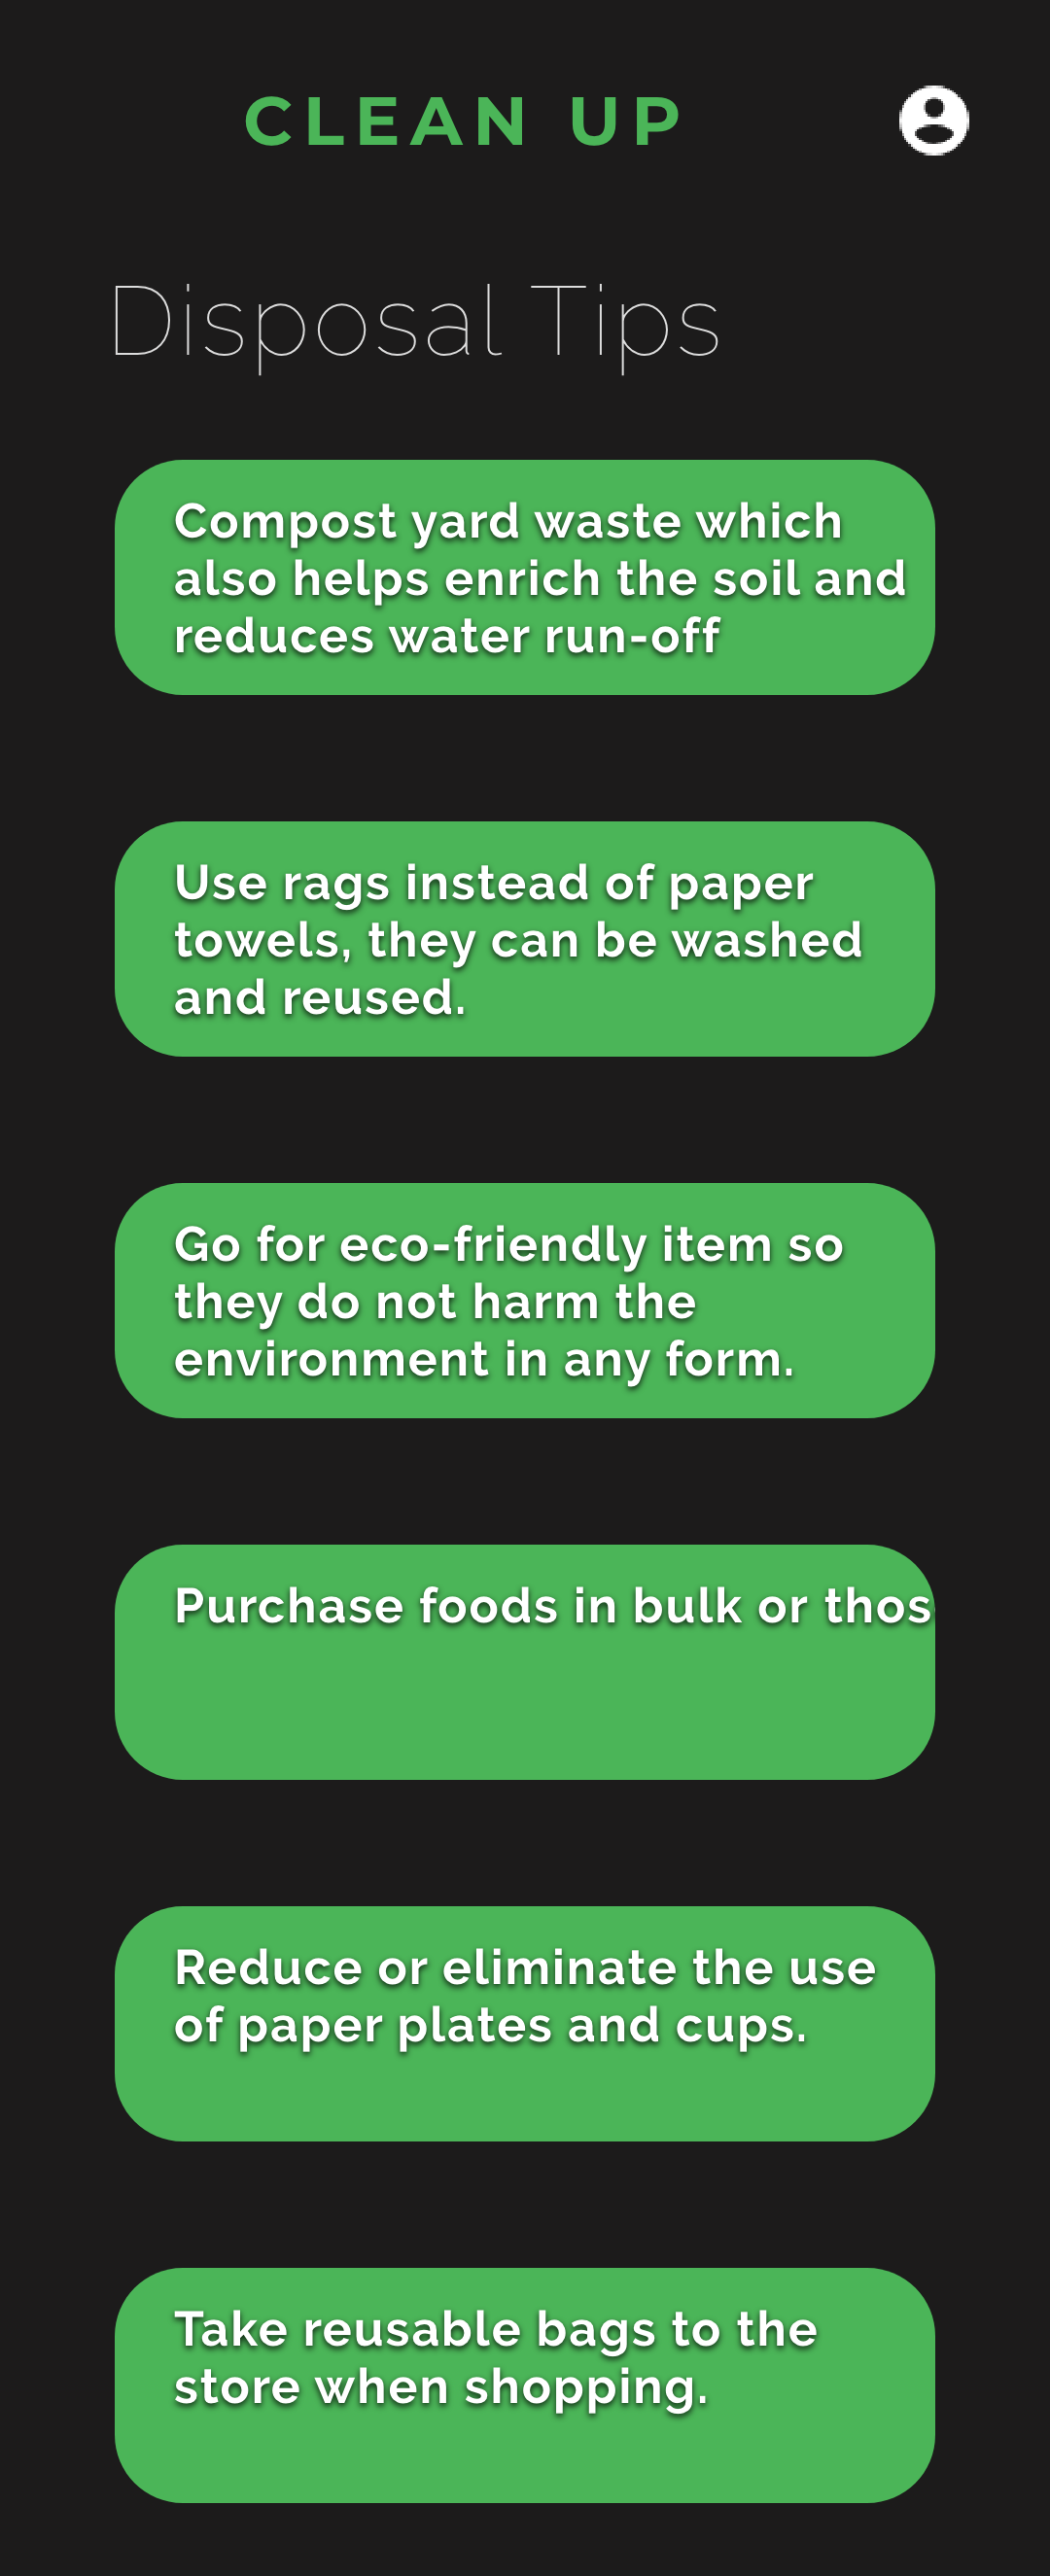 CLEAN UP
Disposal Tips
Compost yard waste which
also helps enrich the soil and
reduces water run-off
Use rags instead of paper
towels, they can be washed
and reused.
Go for eco-friendly item so
they do not harm the
environment in any form.
Purchase foods in bulk or thos
Reduce or eliminate the use
of paper plates and cups.
Take reusable bags to the
store when shopping.